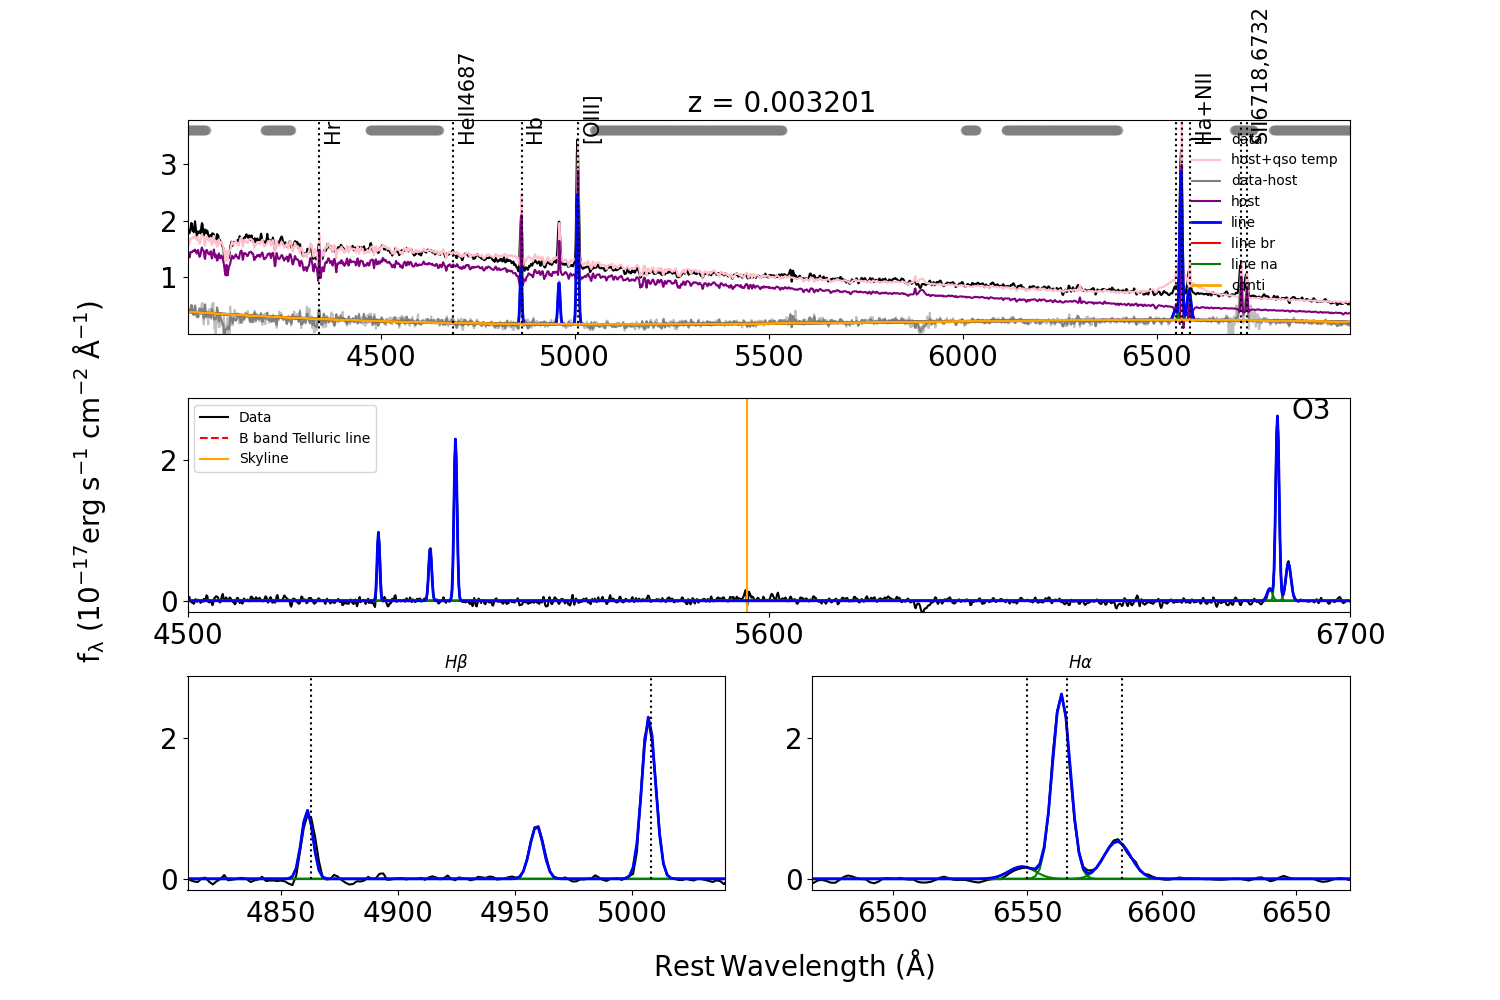 z = 0.003201
Hr
HeII4687
Hb
[OIII]
Ha+NII
SII6718,6732
data
host+qso temp
data-host
host
line
line br
line na
conti
3
2
1
4500 5000 5500 6000 6500
Data
B band Telluric line
Skyline
O3
2
0
4500 5600 6700
fλ (10⁻¹⁷erg s⁻¹ cm⁻² Å⁻¹)
Hβ
2
0
4850 4900 4950 5000
Hα
2
0
6500 6550 6600 6650
Rest Wavelength (Å)